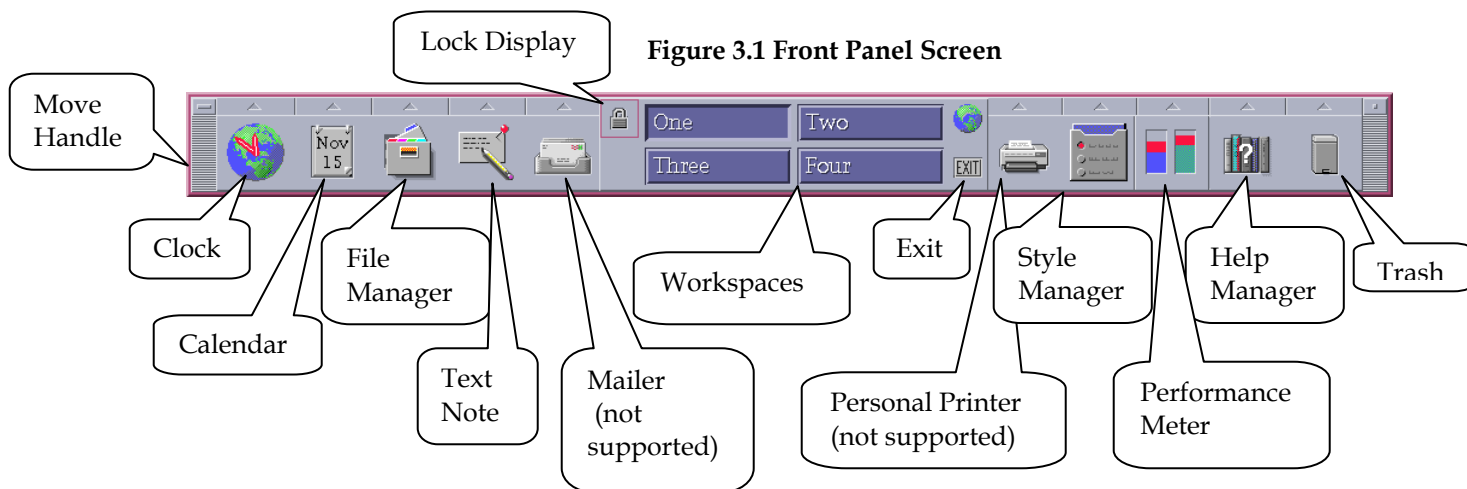 Lock Display
Figure 3.1 Front Panel Screen
Move
Handle
One
Two
Three
Four
Nov
15
EXIT
?
Clock
File
Manager
Workspaces
Exit
Style
Manager
Help
Manager
Trash
Calendar
Text
Note
Mailer
(not
supported)
Personal Printer
(not supported)
Performance
Meter